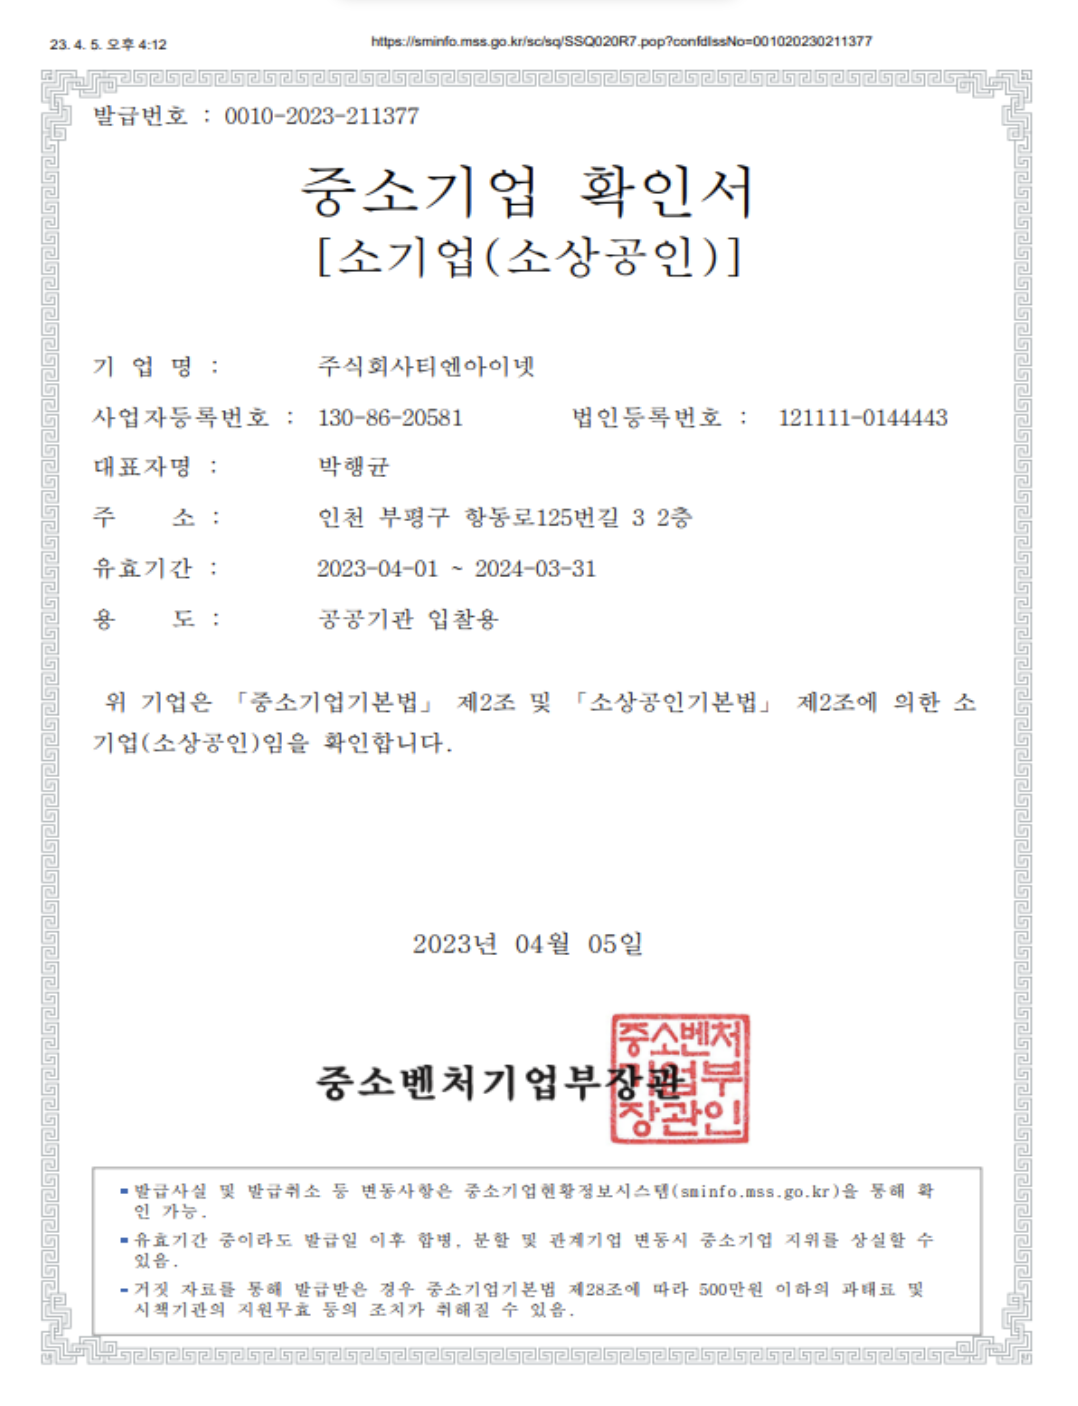 23. 4. 5. 오후 4:12
https://sminfo.mss.go.kr/sc/sq/SSQ020R7.pop?confdIssNo=001020230211377
발급번호 : 0010-2023-211377
중소기업 확인서
[소기업(소상공인)]
기 업 명 : 주식회사티엔아이넷
사업자등록번호 : 130-86-20581 법인등록번호 : 121111-0144443
대표자명 : 박행균
주 소 : 인천 부평구 항동로125번길 3 2층
유효기간 : 2023-04-01 ~ 2024-03-31
용 도 : 공공기관 입찰용
위 기업은 「중소기업기본법」 제2조 및 「소상공인기본법」 제2조에 의한 소
기업(소상공인)임을 확인합니다.
2023년 04월 05일
중소벤처기업부장관
중소벤처
기업부
장관인
발급사실 및 발급취소 등 변동사항은 중소기업현황정보시스템(sminfo.mss.go.kr)을 통해 확
인 가능.
유효기간 중이라도 발급일 이후 합병, 분할 및 관계기업 변동시 중소기업 지위를 상실할 수
있음.
거짓 자료를 통해 발급받은 경우 중소기업기본법 제28조에 따라 500만원 이하의 과태료 및
시책기관의 지원무효 등의 조치가 취해질 수 있음.